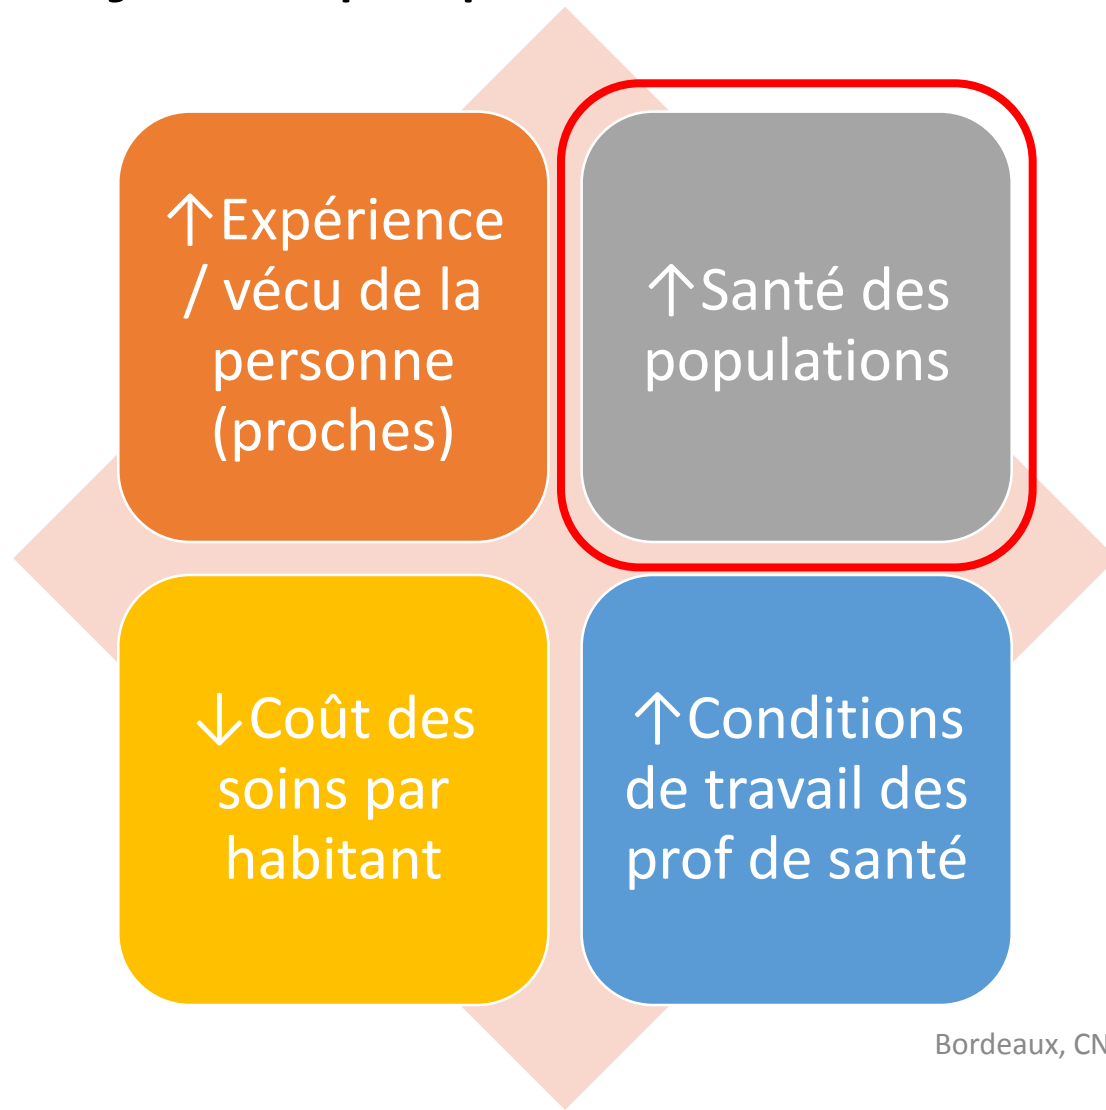 ↑Expérience
/ vécu de la
personne
(proches)
↑Santé des
populations
↓Coût des
soins par
habitant
↑Conditions
de travail des
prof de santé
Bordeaux, CN